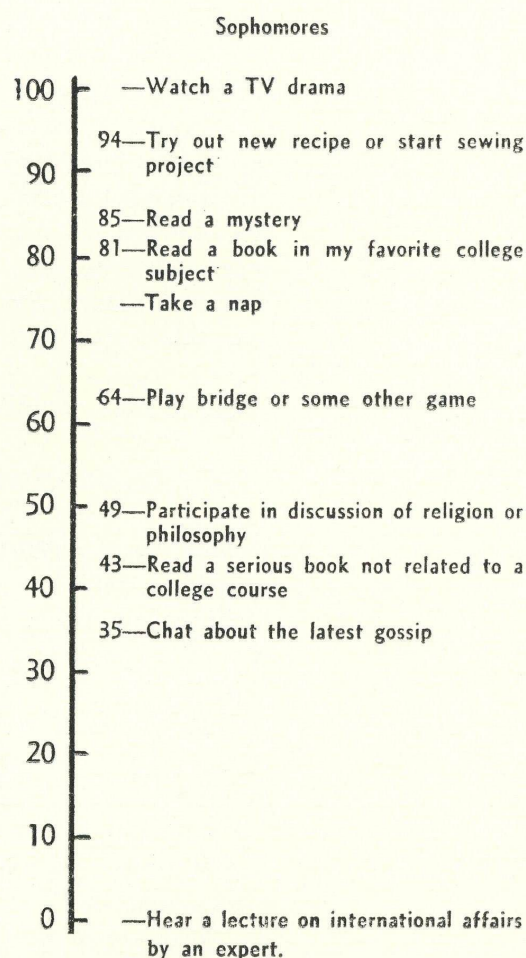 Sophomores
100 —Watch a TV drama
94—Try out new recipe or start sewing
90 project
85—Read a mystery
80 81—Read a book in my favorite college
subject
—Take a nap
70
64—Play bridge or some other game
60
50 49—Participate in discussion of religion or
philosophy
43—Read a serious book not related to a
40 college course
35—Chat about the latest gossip
30
20
10
0 —Hear a lecture on international affairs
by an expert.